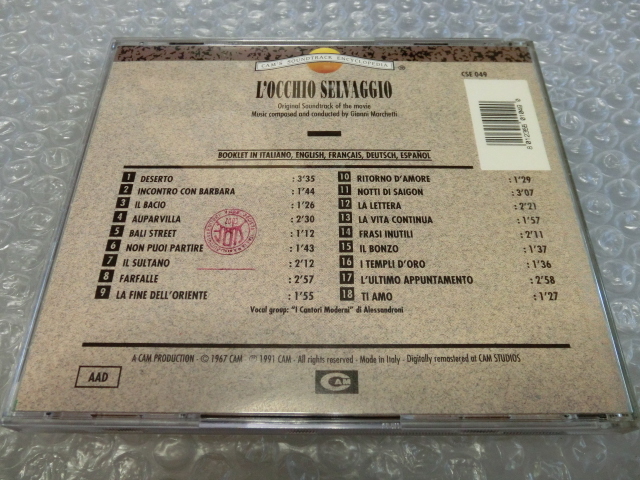 CAM'S SOUNDTRACK ENCYCLOPEDIA
CSE 049
L'OCCHIO SELVAGGIO
Original Soundtrack of the movie
Music composed and conducted by Gianni Marchetti
BOOKLET IN ITALIANO, ENGLISH, FRANCAIS, DEUTSCH, ESPAÑOL
1 DESERTO : 3'35
2 INCONTRO CON BARBARA : 1'44
3 IL BACIO : 1'26
4 AUPARVILLA : 2'30
5 BALI STREET : 1'12
6 NON PUOI PARTIRE : 1'43
7 IL SULTANO : 2'12
8 FARFALLE : 2'57
9 LA FINE DELL'ORIENTE : 1'55
10 RITORNO D'AMORE : 1'29
11 NOTTI DI SAIGON : 3'07
12 LA LETTERA : 2'21
13 LA VITA CONTINUA : 1'57
14 FRASI INUTILI : 2'11
15 IL BONZO : 1'37
16 I TEMPLI D'ORO : 1'36
17 L'ULTIMO APPUNTAMENTO : 2'58
18 TI AMO : 1'27
Vocal group: "I Cantori Moderni" di Alessandroni
A CAM PRODUCTION - © 1967 CAM ℗ 1991 CAM - All rights reserved - Made in Italy - Digitally remastered at CAM STUDIOS
AAD
CAM